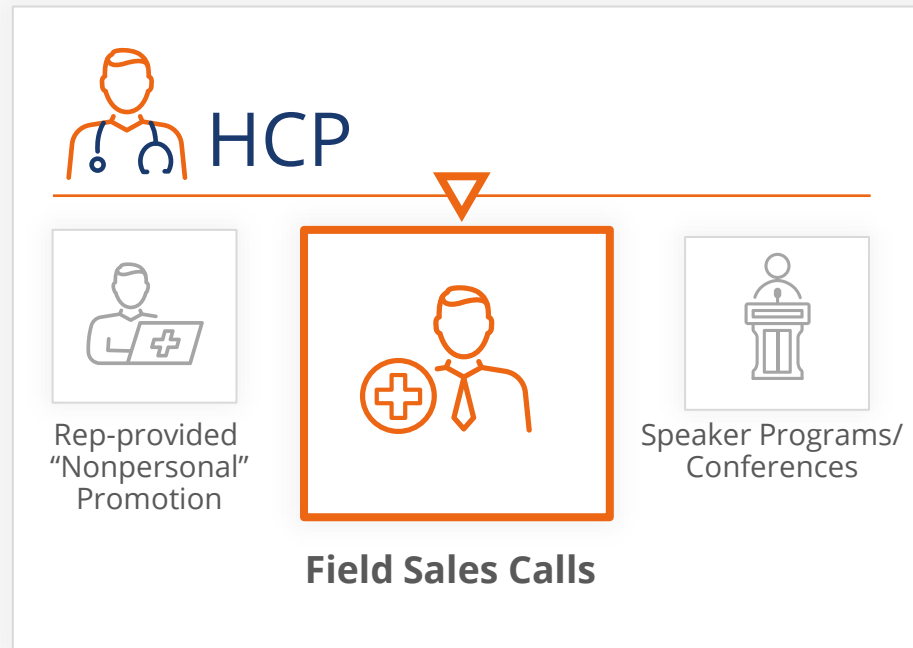 HCP
Rep-provided
“Nonpersonal”
Promotion
Field Sales Calls
Speaker Programs/
Conferences